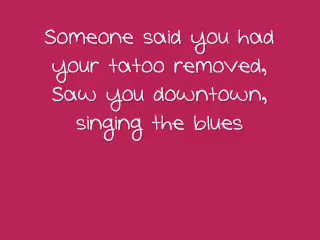 Someone said you had
your tatoo removed,
Saw you downtown,
singing the blues